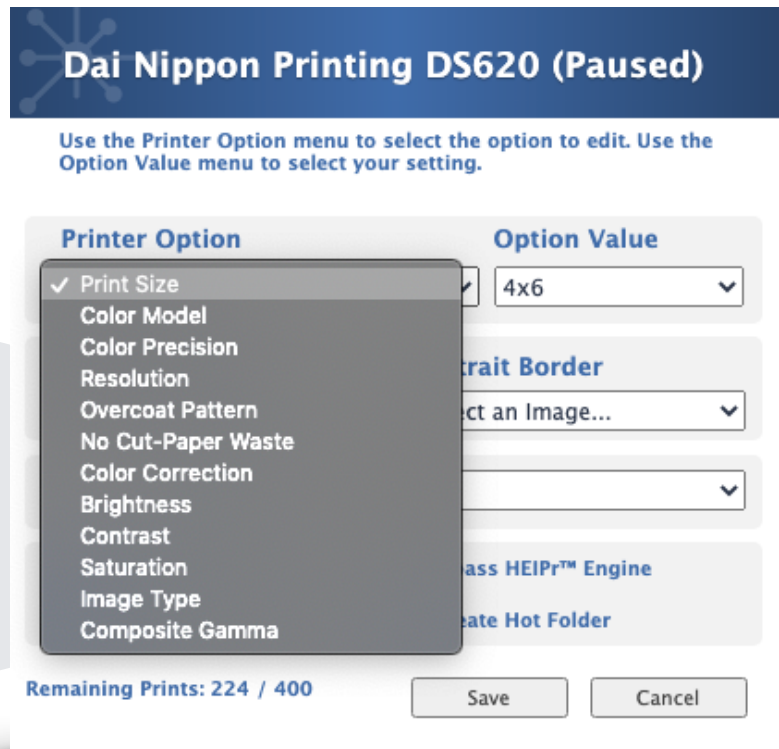 Dai Nippon Printing DS620 (Paused)
Use the Printer Option menu to select the option to edit. Use the
Option Value menu to select your setting.
Printer Option
Option Value
✓ Print Size
4x6
Color Model
Color Precision
Resolution
Overcoat Pattern
No Cut-Paper Waste
Color Correction
Brightness
Contrast
Saturation
Image Type
Composite Gamma
trait Border
ct an Image...
ass HEIPr™ Engine
ate Hot Folder
Remaining Prints: 224 / 400
Save
Cancel